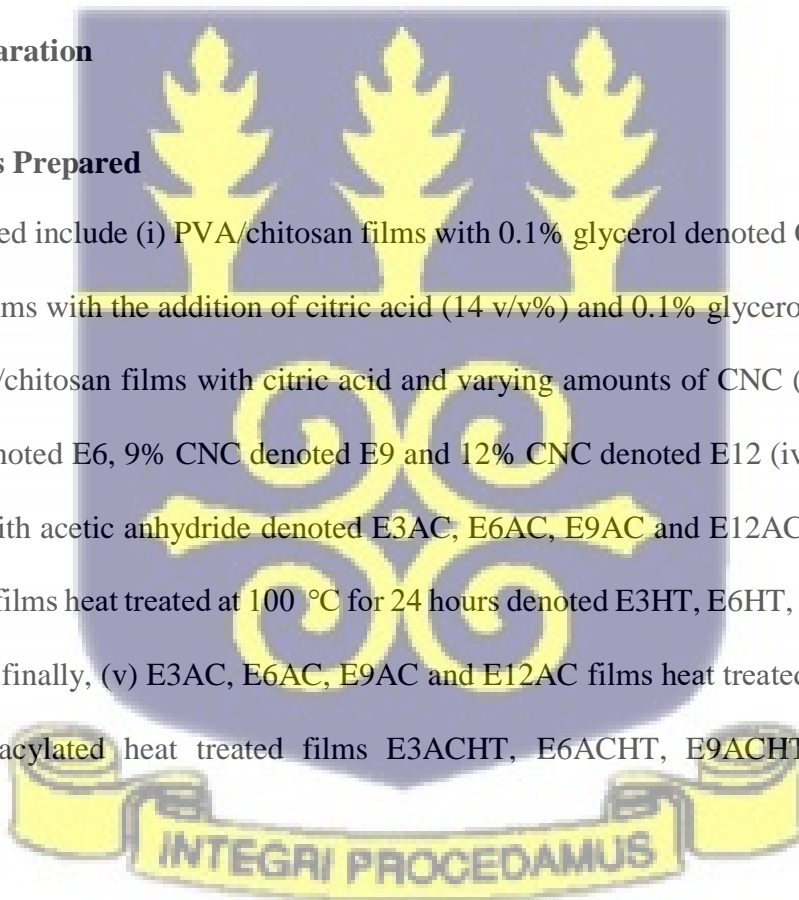 aration
s Prepared
ed include (i) PVA/chitosan films with 0.1% glycerol denoted C
ms with the addition of citric acid (14 v/v%) and 0.1% glycero
/chitosan films with citric acid and varying amounts of CNC (
noted E6, 9% CNC denoted E9 and 12% CNC denoted E12 (iv
ith acetic anhydride denoted E3AC, E6AC, E9AC and E12AC
films heat treated at 100 °C for 24 hours denoted E3HT, E6HT,
finally, (v) E3AC, E6AC, E9AC and E12AC films heat treated
acylated heat treated films E3ACHT, E6ACHT, E9ACHT
INTEGRI PROCEDAMUS